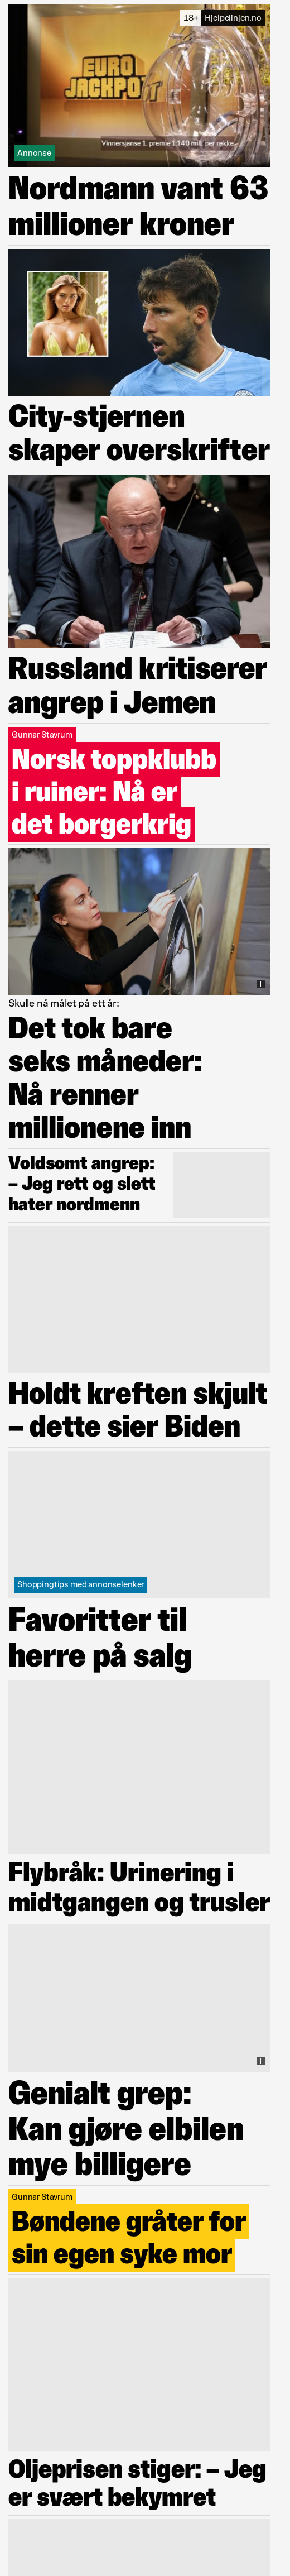 18+ Hjelpelinjen.no
EURO
JACKPOT
Vinnersjanse 1. premie 1:140 mill. per rekke.
Annonse
Nordmann vant 63
millioner kroner
City-stjernen
skaper overskrifter
Russland kritiserer
angrep i Jemen
Gunnar Stavrum
Norsk toppklubb
i ruiner: Nå er
det borgerkrig
Skulle nå målet på ett år:
Det tok bare
seks måneder:
Nå renner
millionene inn
Voldsomt angrep:
– Jeg rett og slett
hater nordmenn
Holdt kreften skjult
– dette sier Biden
Shoppingtips med annonselenker
Favoritter til
herre på salg
Flybråk: Urinering i
midtgangen og trusler
Genialt grep:
Kan gjøre elbilen
mye billigere
Gunnar Stavrum
Bøndene gråter for
sin egen syke mor
Oljeprisen stiger: – Jeg
er svært bekymret